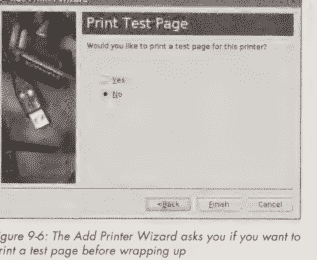 Print Test Page
Would you like to print a test page for this printer?
Yes
No
<Back
Finish
Cancel
igure 9-6: The Add Printer Wizard asks you if you want to
rint a test page before wrapping up